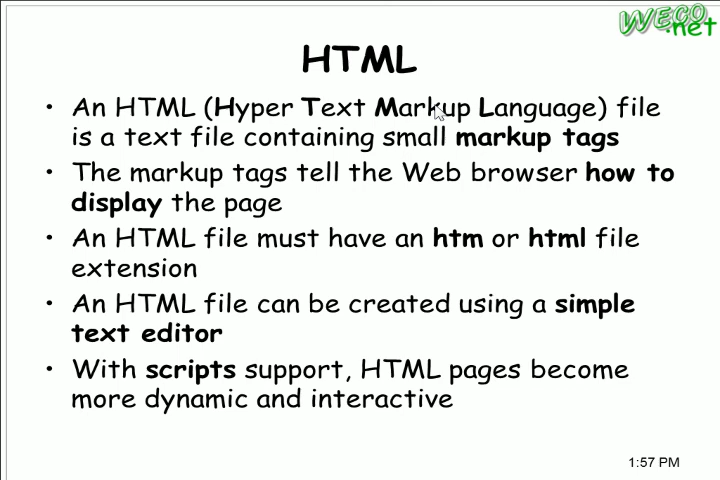 WECO
.net
HTML
• An HTML (Hyper Text Markup Language) file
is a text file containing small markup tags
• The markup tags tell the Web browser how to
display the page
• An HTML file must have an htm or html file
extension
• An HTML file can be created using a simple
text editor
• With scripts support, HTML pages become
more dynamic and interactive
1:57 PM